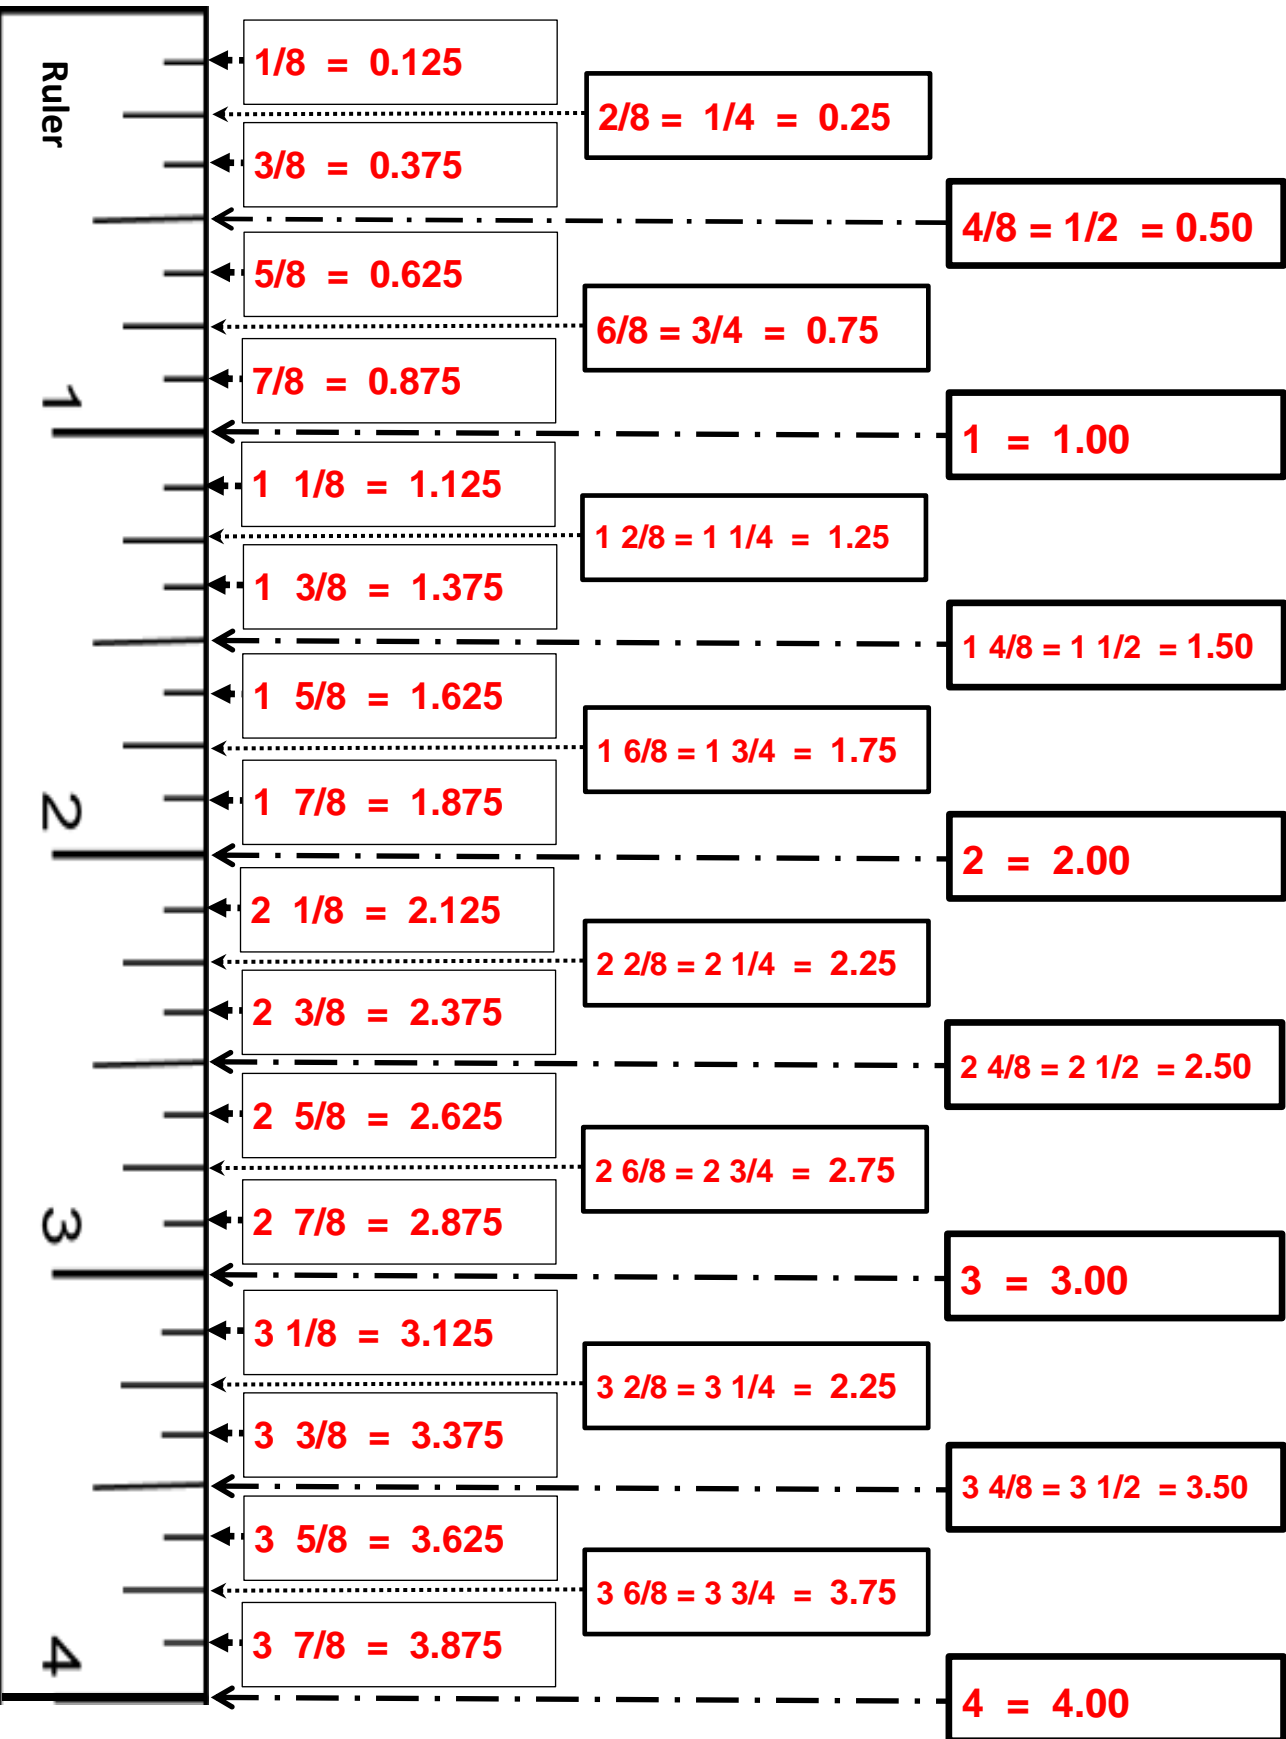 Ruler
1/8 = 0.125
2/8 = 1/4 = 0.25
3/8 = 0.375
4/8 = 1/2 = 0.50
5/8 = 0.625
6/8 = 3/4 = 0.75
7/8 = 0.875
1
1 = 1.00
1 1/8 = 1.125
1 2/8 = 1 1/4 = 1.25
1 3/8 = 1.375
1 4/8 = 1 1/2 = 1.50
1 5/8 = 1.625
1 6/8 = 1 3/4 = 1.75
1 7/8 = 1.875
2
2 = 2.00
2 1/8 = 2.125
2 2/8 = 2 1/4 = 2.25
2 3/8 = 2.375
2 4/8 = 2 1/2 = 2.50
2 5/8 = 2.625
2 6/8 = 2 3/4 = 2.75
2 7/8 = 2.875
3
3 = 3.00
3 1/8 = 3.125
3 2/8 = 3 1/4 = 2.25
3 3/8 = 3.375
3 4/8 = 3 1/2 = 3.50
3 5/8 = 3.625
3 6/8 = 3 3/4 = 3.75
3 7/8 = 3.875
4
4 = 4.00